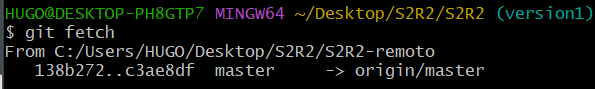 HUGO@DESKTOP-PH8GTP7 MINGW64 ~/Desktop/S2R2/S2R2 (version1)
$ git fetch
From C:/Users/HUGO/Desktop/S2R2/S2R2-remoto
   138b272..c3ae8df  master     -> origin/master